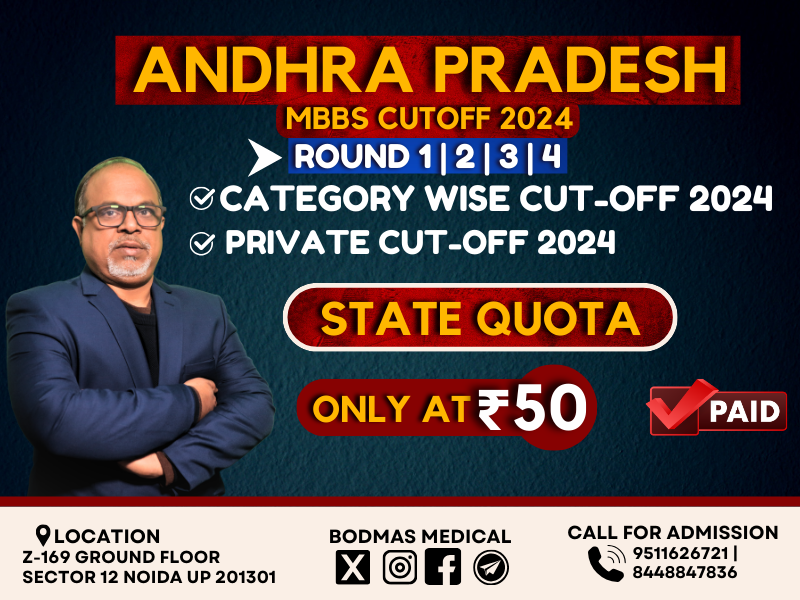 ANDHRA PRADESH
MBBS CUTOFF 2024
ROUND 1 | 2 | 3 | 4
CATEGORY WISE CUT-OFF 2024
PRIVATE CUT-OFF 2024
STATE QUOTA
ONLY AT ₹50
PAID
LOCATION
Z-169 GROUND FLOOR
SECTOR 12 NOIDA UP 201301
BODMAS MEDICAL
CALL FOR ADMISSION
9511626721 |
8448847836